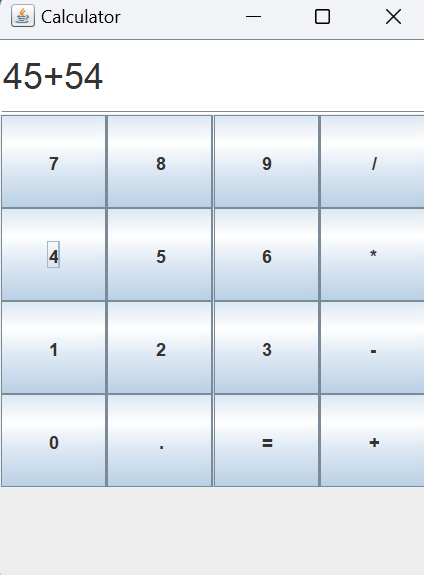 Calculator
45+54
7 8 9 /
4 5 6 *
1 2 3 -
0 . = +